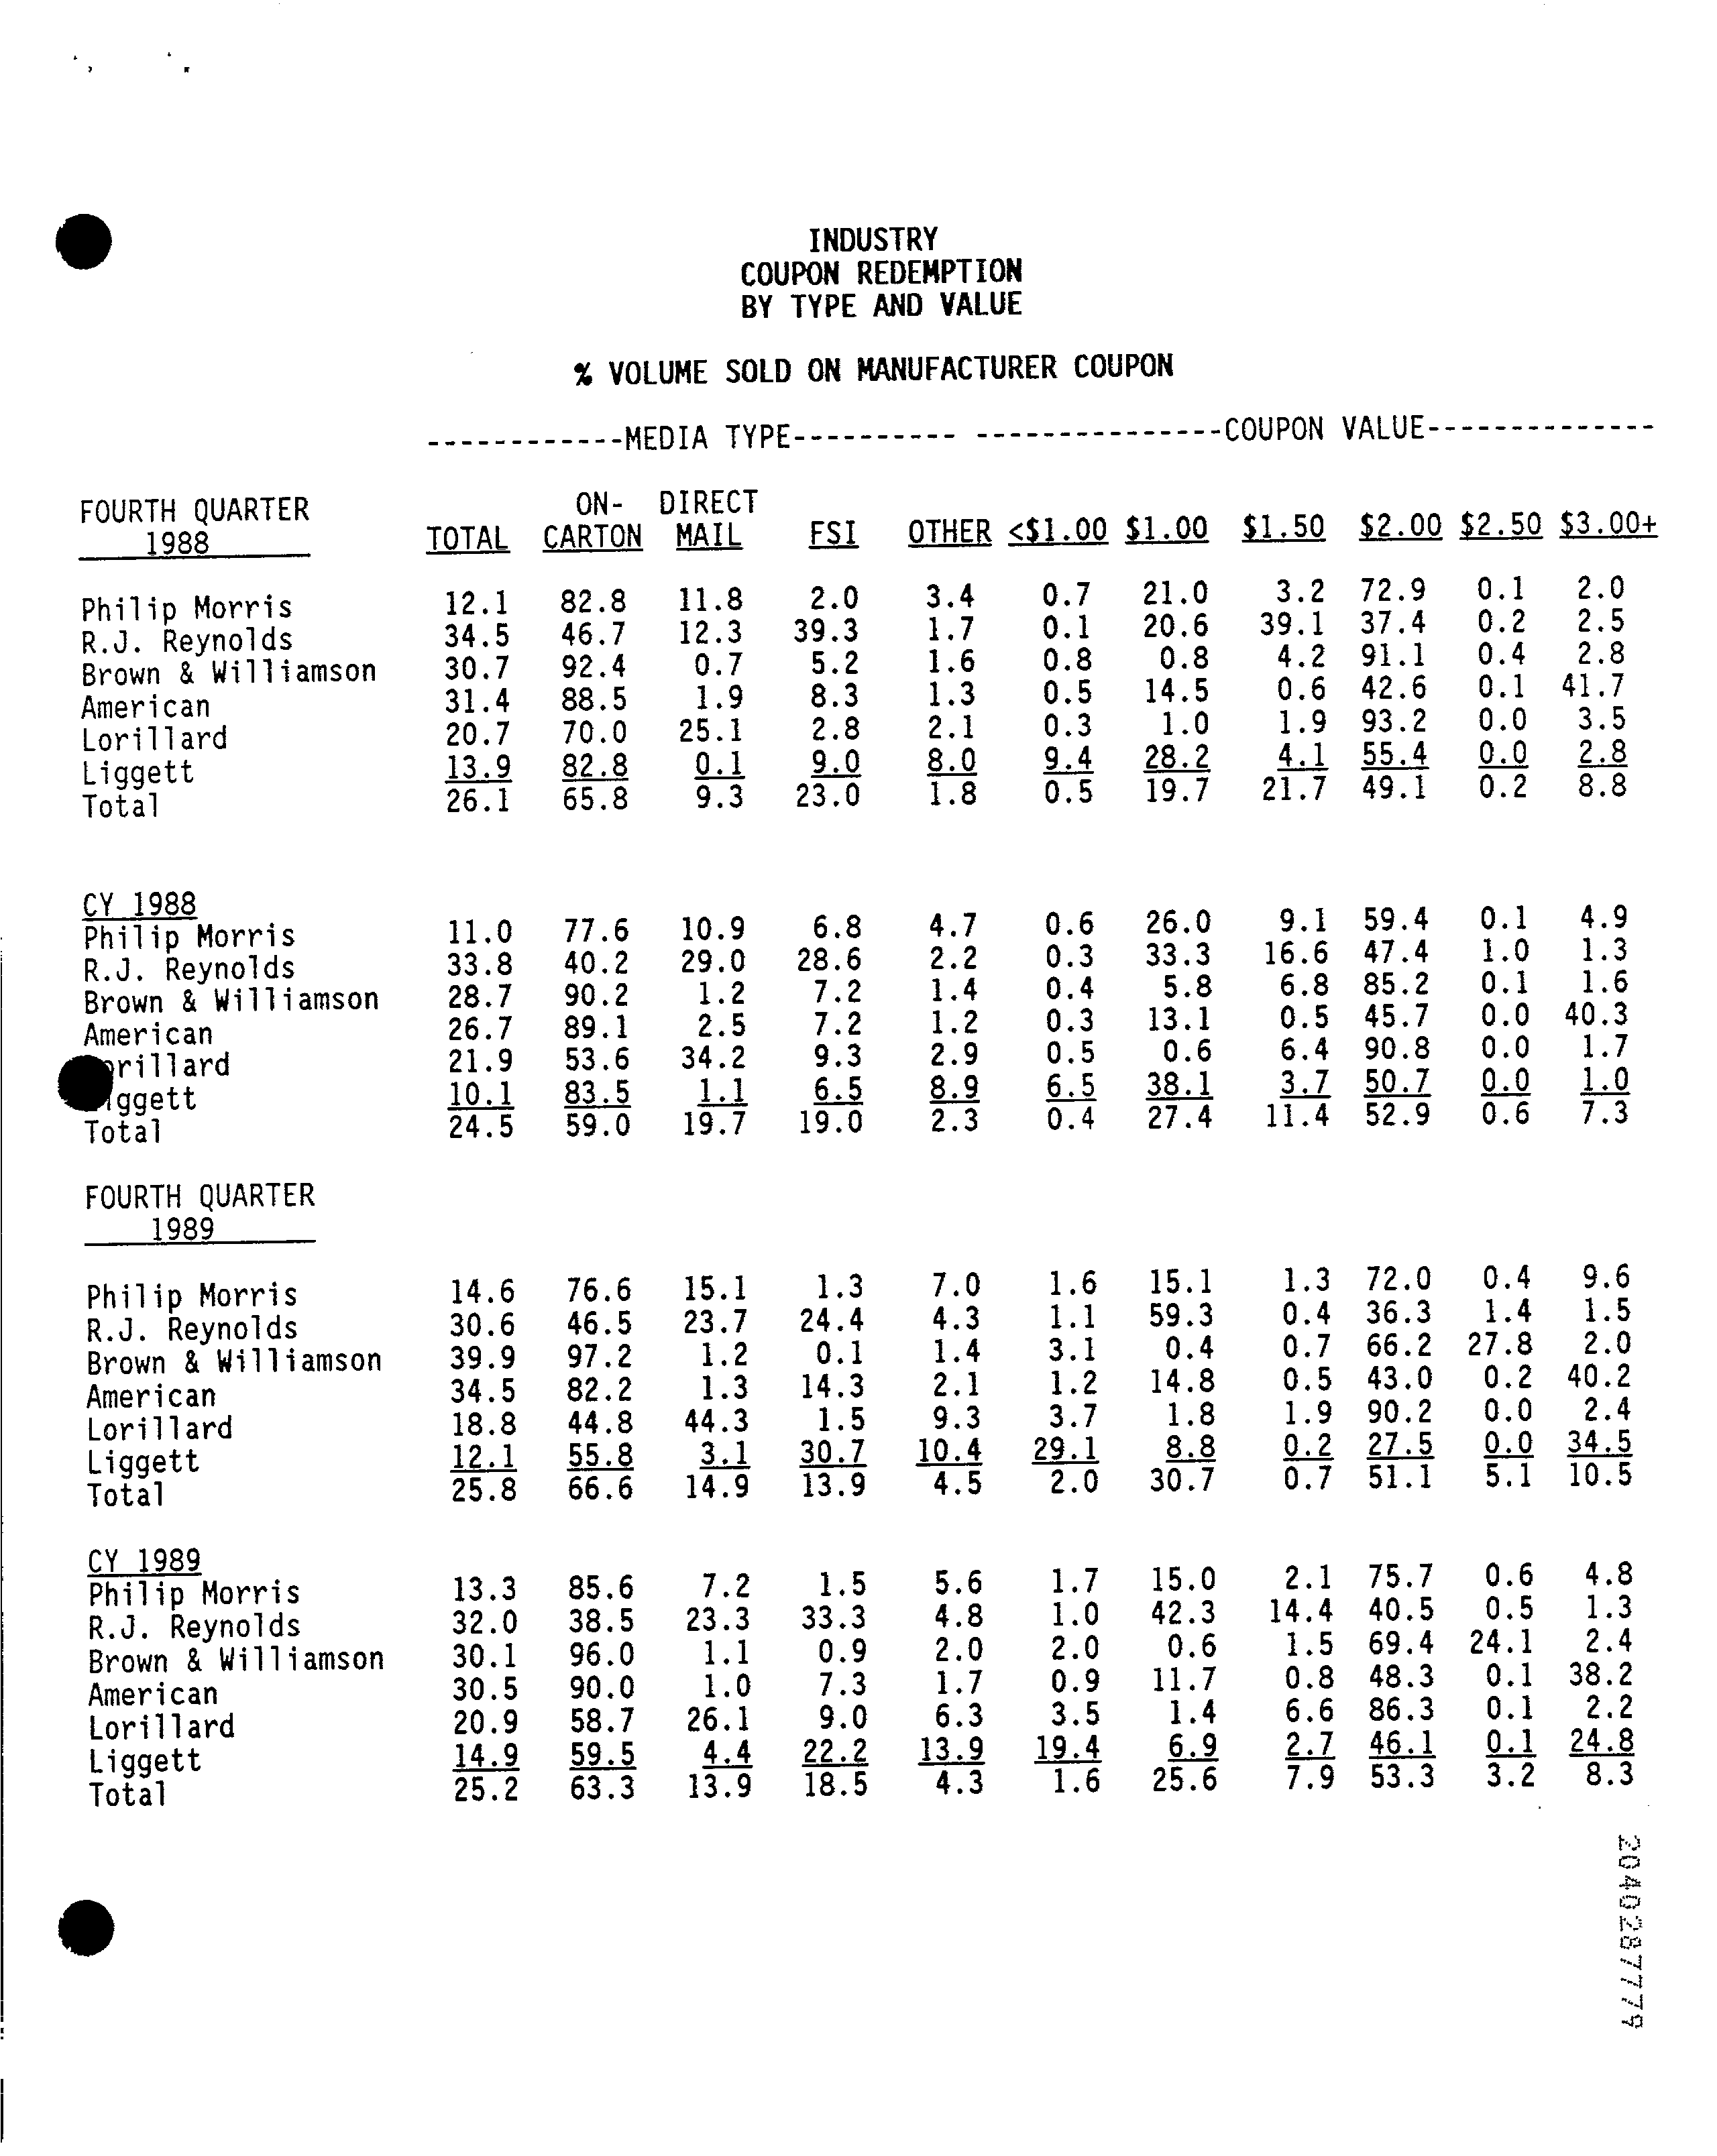 INDUSTRY
COUPON REDEMPTION
BY TYPE AND VALUE
% VOLUME SOLD ON MANUFACTURER COUPON
------------MEDIA TYPE---------- ---------------COUPON VALUE--------------
FOURTH QUARTER ON- DIRECT
1988 TOTAL CARTON MAIL FSI OTHER <$1.00 $1.00 $1.50 $2.00 $2.50 $3.00+
Philip Morris 12.1 82.8 11.8 2.0 3.4 0.7 21.0 3.2 72.9 0.1 2.0
R.J. Reynolds 34.5 46.7 12.3 39.3 1.7 0.1 20.6 39.1 37.4 0.2 2.5
Brown & Williamson 30.7 92.4 0.7 5.2 1.6 0.8 0.8 4.2 91.1 0.4 2.8
American 31.4 88.5 1.9 8.3 1.3 0.5 14.5 0.6 42.6 0.1 41.7
Lorillard 20.7 70.0 25.1 2.8 2.1 0.3 1.0 1.9 93.2 0.0 3.5
Liggett 13.9 82.8 0.1 9.0 8.0 9.4 28.2 4.1 55.4 0.0 2.8
Total 26.1 65.8 9.3 23.0 1.8 0.5 19.7 21.7 49.1 0.2 8.8
CY 1988
Philip Morris 11.0 77.6 10.9 6.8 4.7 0.6 26.0 9.1 59.4 0.1 4.9
R.J. Reynolds 33.8 40.2 29.0 28.6 2.2 0.3 33.3 16.6 47.4 1.0 1.3
Brown & Williamson 28.7 90.2 1.2 7.2 1.4 0.4 5.8 6.8 85.2 0.1 1.6
American 26.7 89.1 2.5 7.2 1.2 0.3 13.1 0.5 45.7 0.0 40.3
orillard 21.9 53.6 34.2 9.3 2.9 0.5 0.6 6.4 90.8 0.0 1.7
iggett 10.1 83.5 1.1 6.5 8.9 6.5 38.1 3.7 50.7 0.0 1.0
Total 24.5 59.0 19.7 19.0 2.3 0.4 27.4 11.4 52.9 0.6 7.3
FOURTH QUARTER
1989
Philip Morris 14.6 76.6 15.1 1.3 7.0 1.6 15.1 1.3 72.0 0.4 9.6
R.J. Reynolds 30.6 46.5 23.7 24.4 4.3 1.1 59.3 0.4 36.3 1.4 1.5
Brown & Williamson 39.9 97.2 1.2 0.1 1.4 3.1 0.4 0.7 66.2 27.8 2.0
American 34.5 82.2 1.3 14.3 2.1 1.2 14.8 0.5 43.0 0.2 40.2
Lorillard 18.8 44.8 44.3 1.5 9.3 3.7 1.8 1.9 90.2 0.0 2.4
Liggett 12.1 55.8 3.1 30.7 10.4 29.1 8.8 0.2 27.5 0.0 34.5
Total 25.8 66.6 14.9 13.9 4.5 2.0 30.7 0.7 51.1 5.1 10.5
CY 1989
Philip Morris 13.3 85.6 7.2 1.5 5.6 1.7 15.0 2.1 75.7 0.6 4.8
R.J. Reynolds 32.0 38.5 23.3 33.3 4.8 1.0 42.3 14.4 40.5 0.5 1.3
Brown & Williamson 30.1 96.0 1.1 0.9 2.0 2.0 0.6 1.5 69.4 24.1 2.4
American 30.5 90.0 1.0 7.3 1.7 0.9 11.7 0.8 48.3 0.1 38.2
Lorillard 20.9 58.7 26.1 9.0 6.3 3.5 1.4 6.6 86.3 0.1 2.2
Liggett 14.9 59.5 4.4 22.2 13.9 19.4 6.9 2.7 46.1 0.1 24.8
Total 25.2 63.3 13.9 18.5 4.3 1.6 25.6 7.9 53.3 3.2 8.3
2040287779